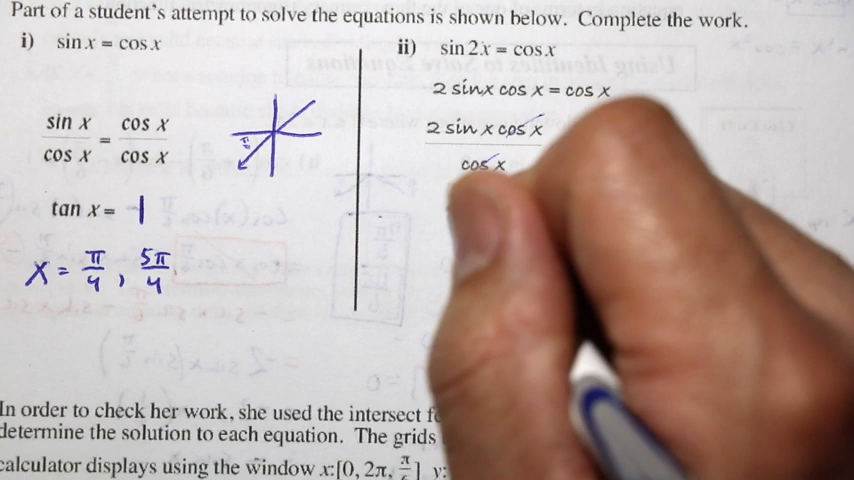 Part of a student's attempt to solve the equations is shown below. Complete the work.
i) sin x = cos x
sin x / cos x = cos x / cos x
tan x = 1
x = π/4, 5π/4
ii) sin 2x = cos x
2 sinx cos x = cos x
2 sin x cos x
cos x
In order to check her work, she used the intersect
determine the solution to each equation. The grids
calculator displays using the window x:[0, 2π, π/6] y: